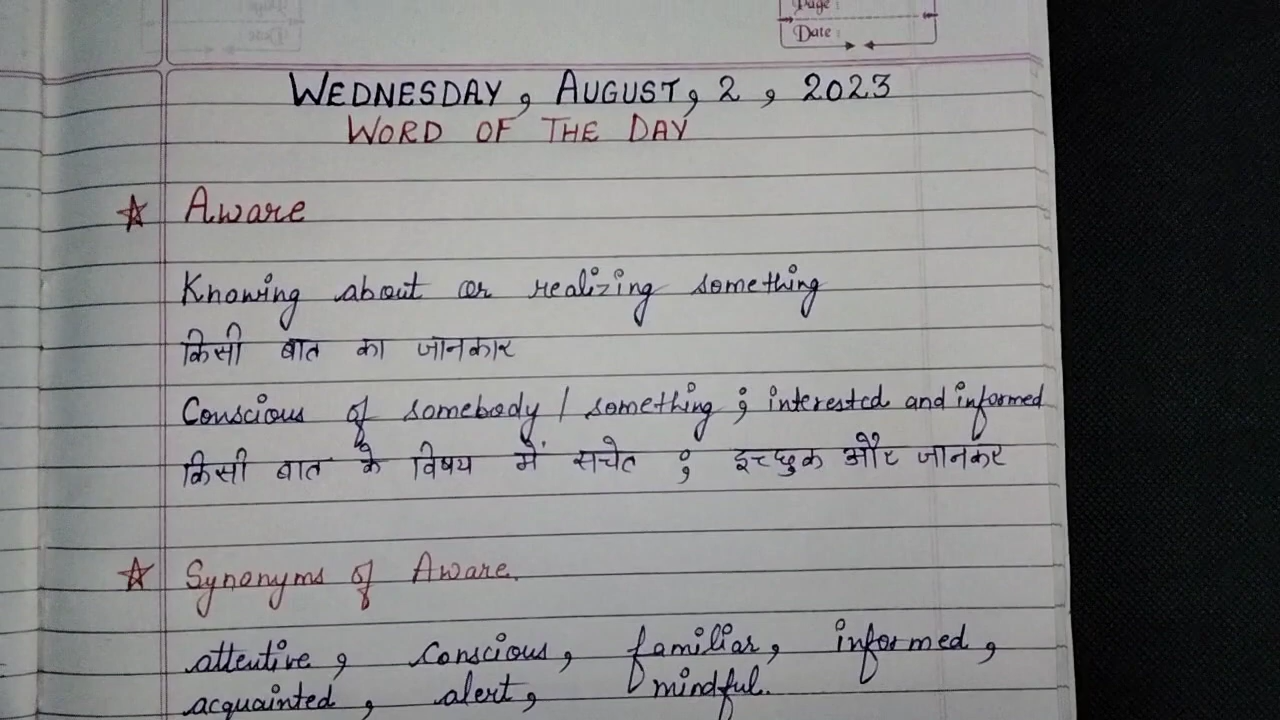 Page :
Date :
WEDNESDAY, AUGUST, 2, 2023
WORD OF THE DAY
☆ Aware
Knowing about or realizing something
किसी बात का जानकार
Conscious of somebody / something ; interested and informed
किसी बात के विषय में सचेत ; इच्छुक और जानकर
☆ Synonyms of Aware.
attentive, conscious, familiar, informed,
acquainted, alert, mindful.